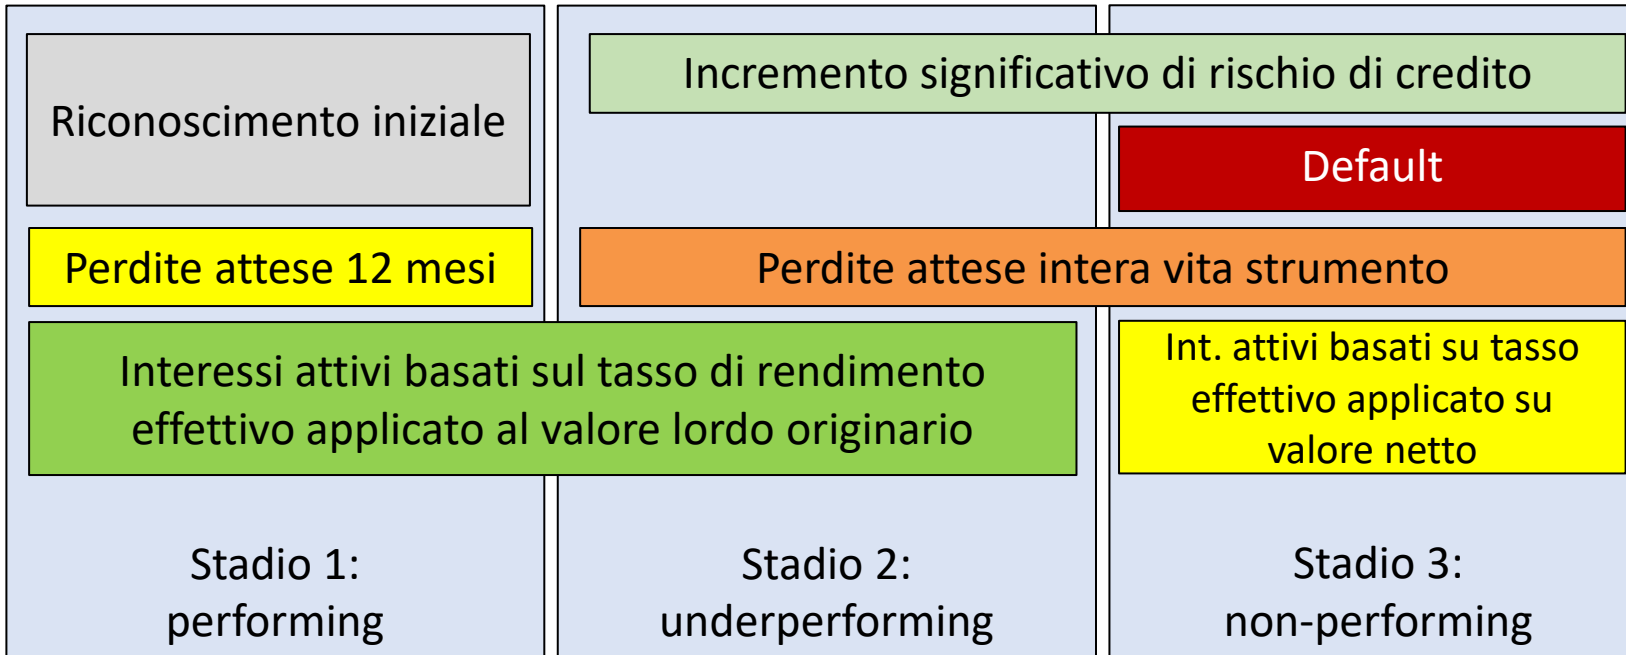 Riconoscimento iniziale
Incremento significativo di rischio di credito
Default
Perdite attese 12 mesi
Perdite attese intera vita strumento
Interessi attivi basati sul tasso di rendimento
effettivo applicato al valore lordo originario
Int. attivi basati su tasso
effettivo applicato su
valore netto
Stadio 1:
performing
Stadio 2:
underperforming
Stadio 3:
non-performing